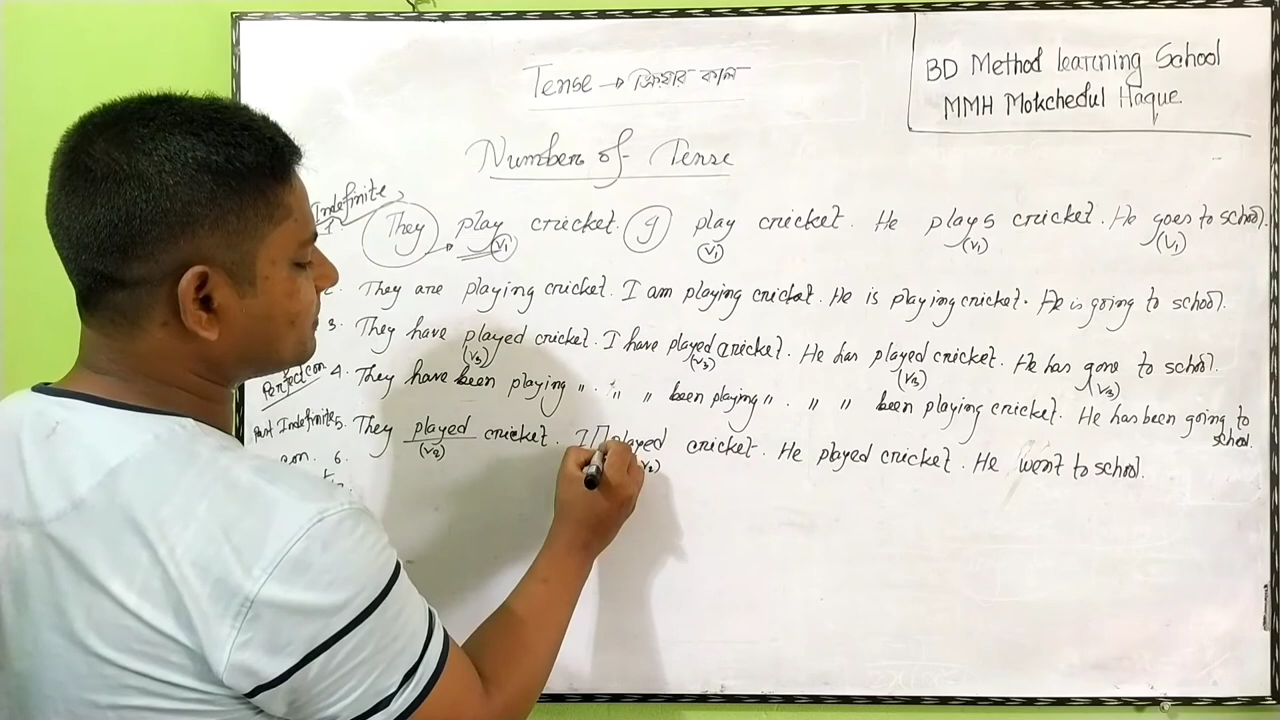 Tense → ক্রিয়ার কাল
BD Method learning School
MMH Mokchedul Haque
Number of Tense
Indefinite
1. They play cricket. I play cricket. He plays cricket. He goes to school.
(V1) (V1) (V1) (V1)
2. They are playing cricket. I am playing cricket. He is playing cricket. He is going to school.
3. They have played cricket. I have played cricket. He has played cricket. He has gone to school.
(V3) (V3) (V3) (V3)
Perfect con
4. They have been playing " . " " been playing " . " " been playing cricket. He has been going to school.
Past Indefinite 5. They played cricket. I played cricket. He played cricket. He went to school.
(V2) (V2)
con. 6.